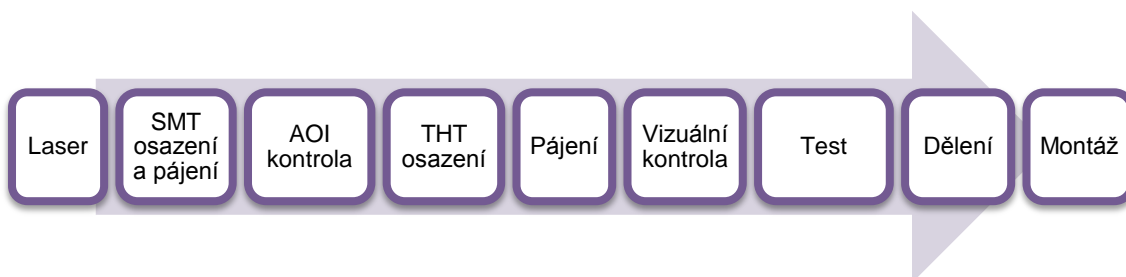 Laser
SMT
osazení
a pájení
AOI
kontrola
THT
osazení
Pájení
Vizuální
kontrola
Test
Dělení
Montáž